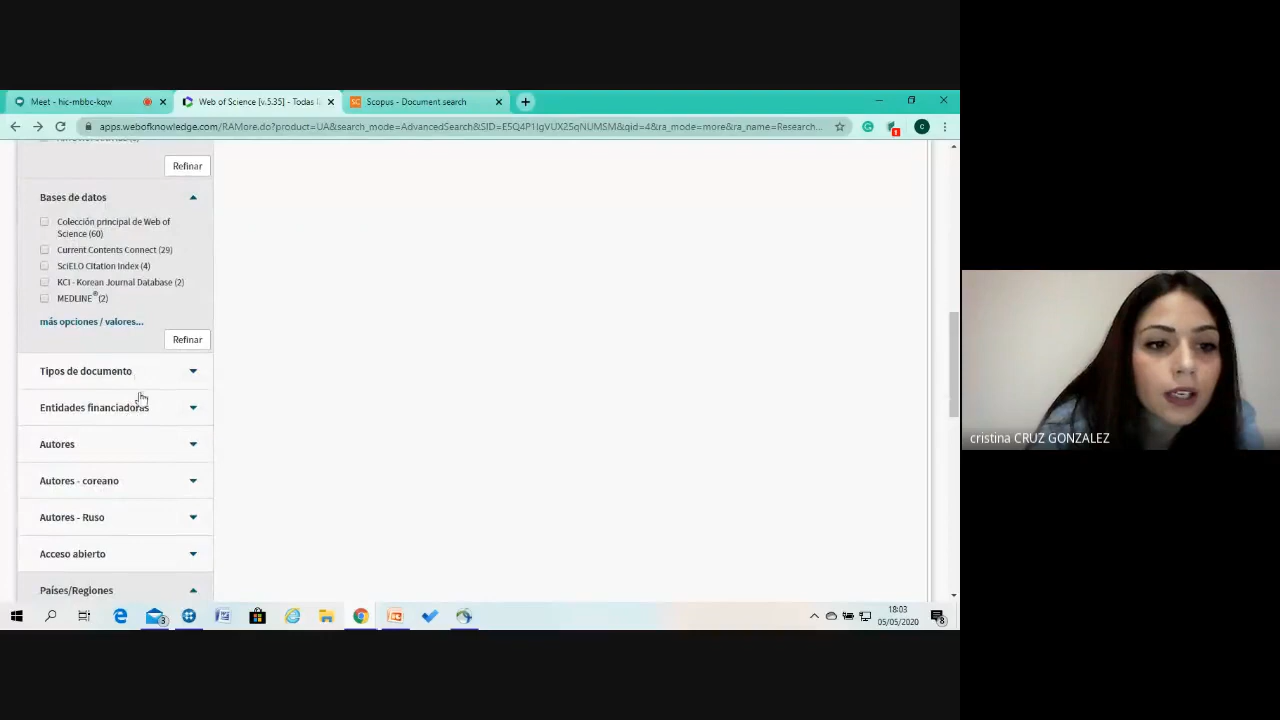 Meet - hic-mbbc-kqw
Web of Science [v.5.35] - Todas l
Scopus - Document search
apps.webofknowledge.com/RAMore.do?product=UA&search_mode=AdvancedSearch&SID=E5Q4P1IgVUX25qNUMSM&qid=4&ra_mode=more&ra_name=Research...
Refinar
Bases de datos
Colección principal de Web of
Science (60)
Current Contents Connect (29)
SciELO Citation Index (4)
KCI - Korean Journal Database (2)
MEDLINE® (2)
más opciones / valores...
Refinar
Tipos de documento
Entidades financiadoras
Autores
Autores - coreano
Autores - Ruso
Acceso abierto
Países/Regiones
cristina CRUZ GONZALEZ
18:03
05/05/2020